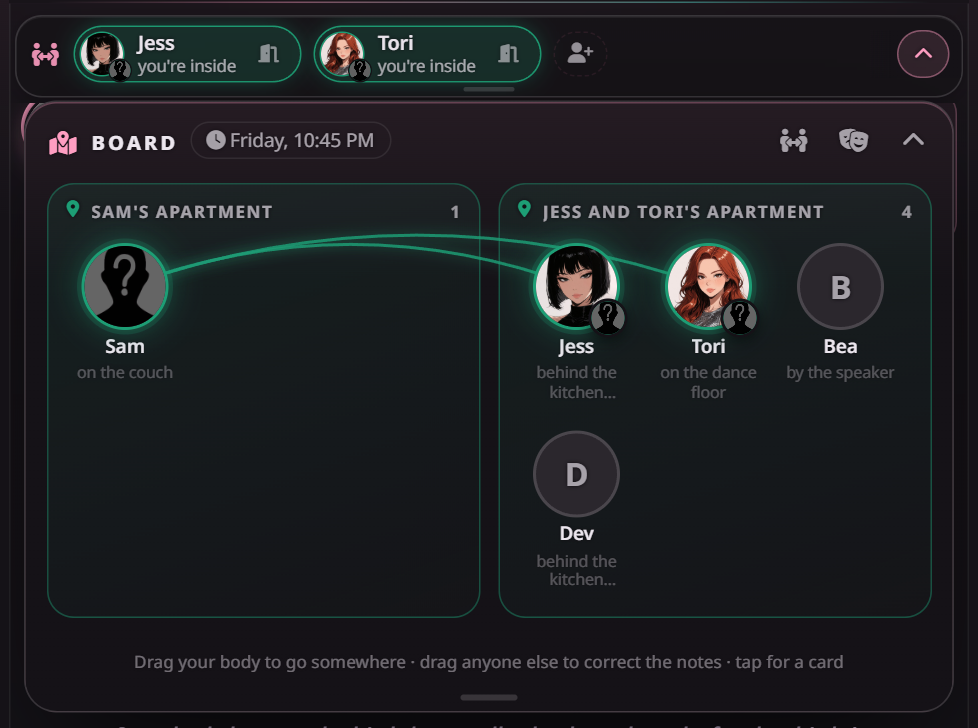 Jess
you're inside
Tori
you're inside
BOARD
Friday, 10:45 PM
SAM'S APARTMENT
1
Sam
on the couch
JESS AND TORI'S APARTMENT
4
Jess
behind the
kitchen...
Tori
on the dance
floor
B
Bea
by the speaker
D
Dev
behind the
kitchen...
Drag your body to go somewhere · drag anyone else to correct the notes · tap for a card